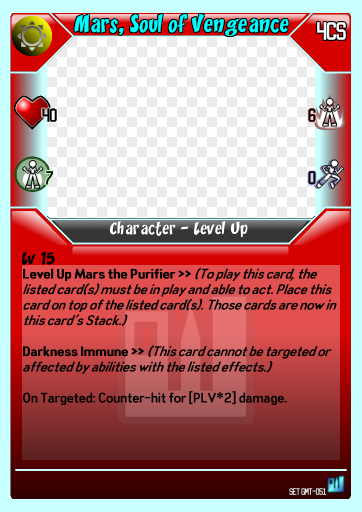 Mars, Soul of Vengeance
4CS
40
6
7
0
Character - Level Up
Lv 15
Level Up Mars the Purifier >> (To play this card, the
listed card(s) must be in play and able to act. Place this
card on top of the listed card(s). Those cards are now in
this card's Stack.)
Darkness Immune >> (This card cannot be targeted or
affected by abilities with the listed effects.)
On Targeted: Counter-hit for [PLV*2] damage.
SET GMT-051